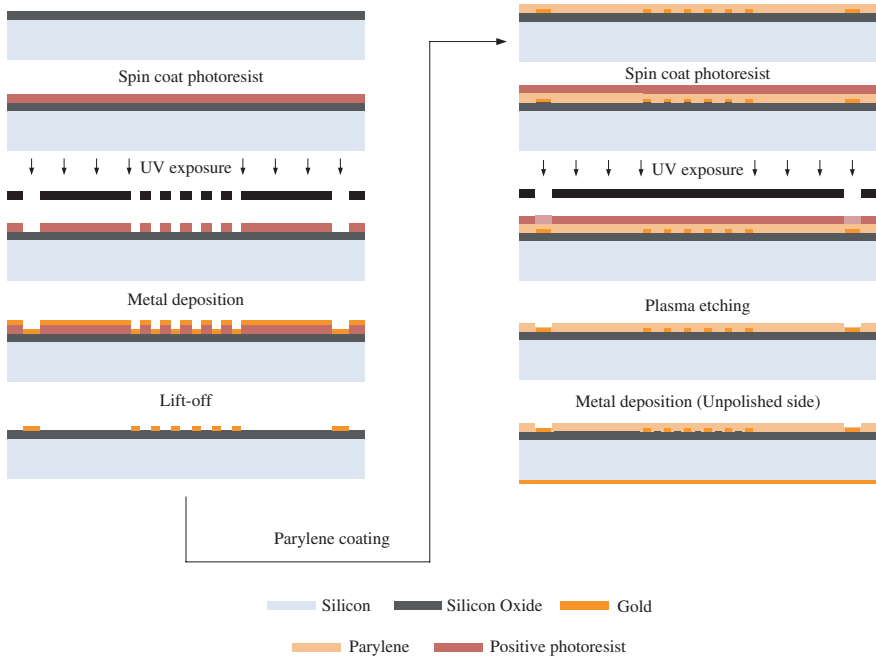 Spin coat photoresist
UV exposure
Metal deposition
Lift-off
Parylene coating
Spin coat photoresist
UV exposure
Plasma etching
Metal deposition (Unpolished side)
Silicon
Silicon Oxide
Gold
Parylene
Positive photoresist